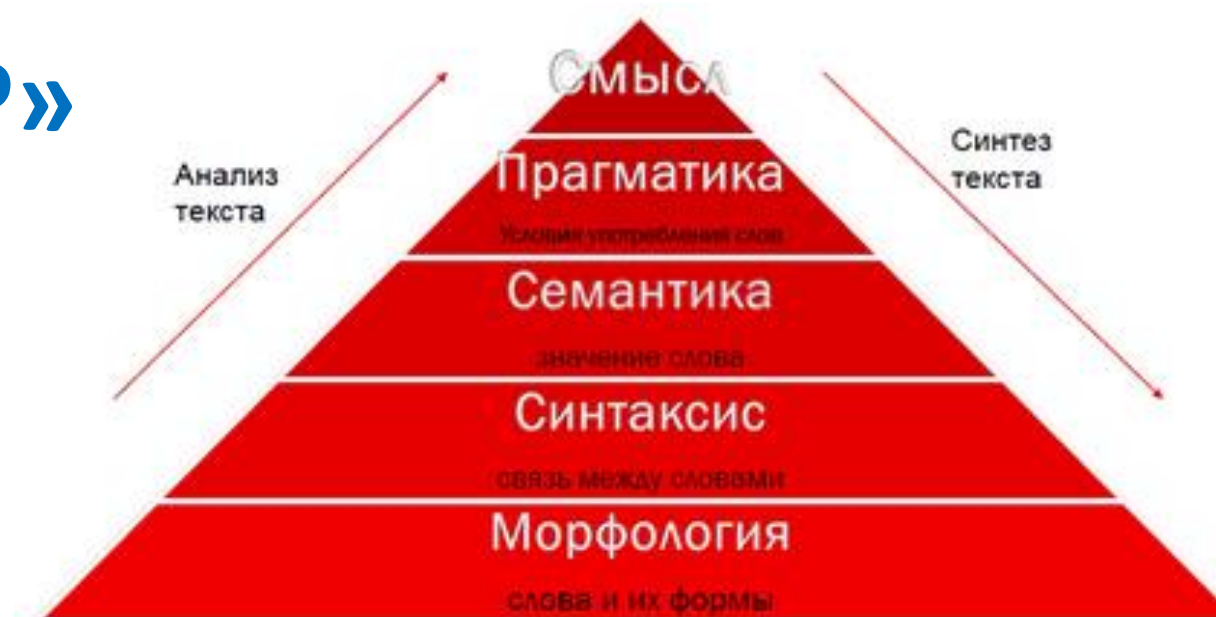 ?»
Смысл
Анализ
текста
Синтез
текста
Прагматика
Условия употребления слов
Семантика
значение слова
Синтаксис
связь между словами
Морфология
слова и их формы